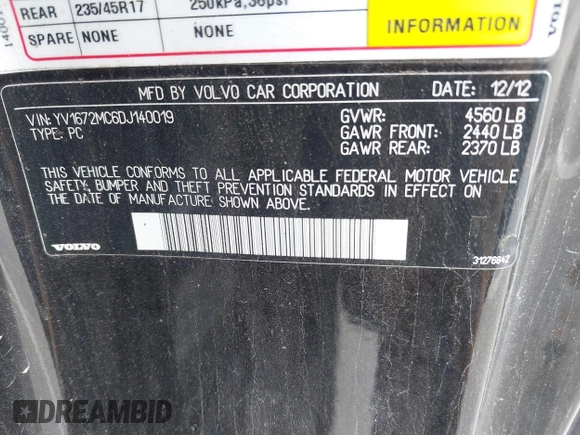 REAR 235/45R17 250kPa,36psi
SPARE NONE NONE
INFORMATION
VOLVO
MFD BY VOLVO CAR CORPORATION DATE: 12/12
VIN: YV1672MC6DJ140019 GVWR: 4560 LB
TYPE: PC GAWR FRONT: 2440 LB
GAWR REAR: 2370 LB
THIS VEHICLE CONFORMS TO ALL APPLICABLE FEDERAL MOTOR VEHICLE
SAFETY, BUMPER AND THEFT PREVENTION STANDARDS IN EFFECT ON
THE DATE OF MANUFACTURE SHOWN ABOVE.
VOLVO 31276842
DREAMBID